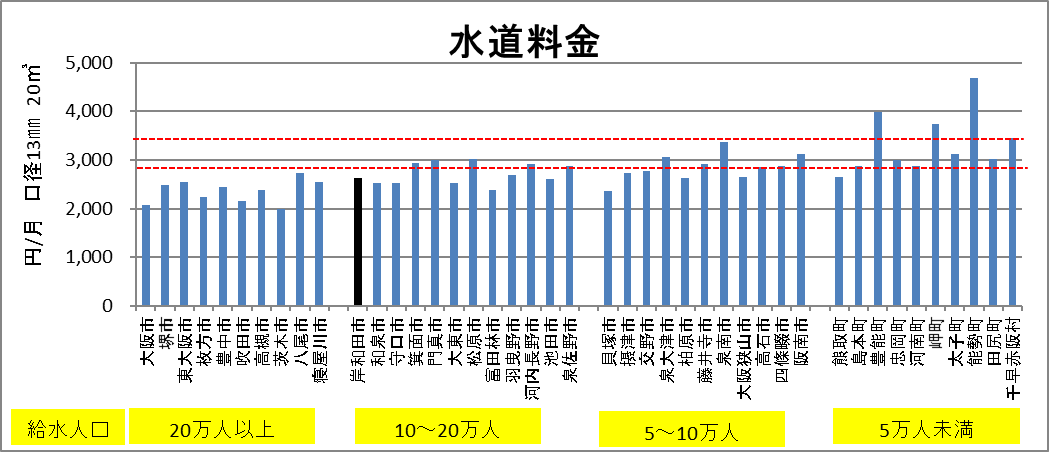 水道料金
円/月　口径13㎜ 20㎥
5,000
4,000
3,000
2,000
1,000
0
大阪市
堺市
東大阪市
枚方市
豊中市
吹田市
高槻市
茨木市
八尾市
寝屋川市
岸和田市
和泉市
守口市
箕面市
門真市
大東市
松原市
富田林市
羽曳野市
河内長野市
池田市
泉佐野市
貝塚市
摂津市
交野市
泉大津市
柏原市
藤井寺市
泉南市
大阪狭山市
高石市
四條畷市
阪南市
熊取町
島本町
豊能町
忠岡町
河南町
岬町
太子町
能勢町
田尻町
千早赤阪村
給水人口
20万人以上
10～20万人
5～10万人
5万人未満